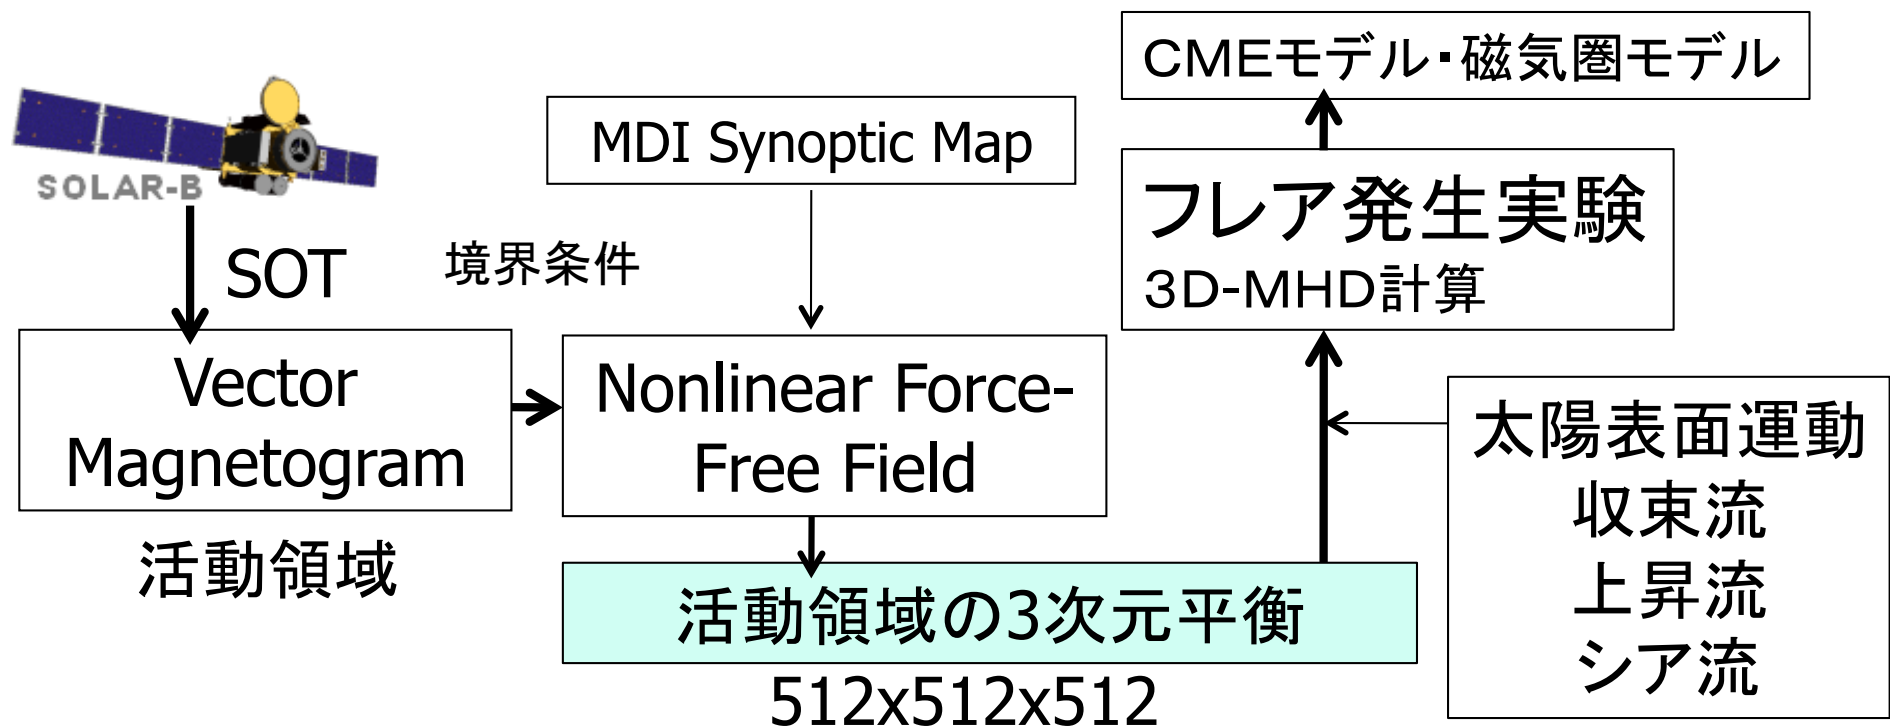 SOLAR-B
SOT
MDI Synoptic Map
境界条件
Vector
Magnetogram
活動領域
Nonlinear Force-
Free Field
活動領域の3次元平衡
512x512x512
CMEモデル・磁気圏モデル
フレア発生実験
3D-MHD計算
太陽表面運動
収束流
上昇流
シア流